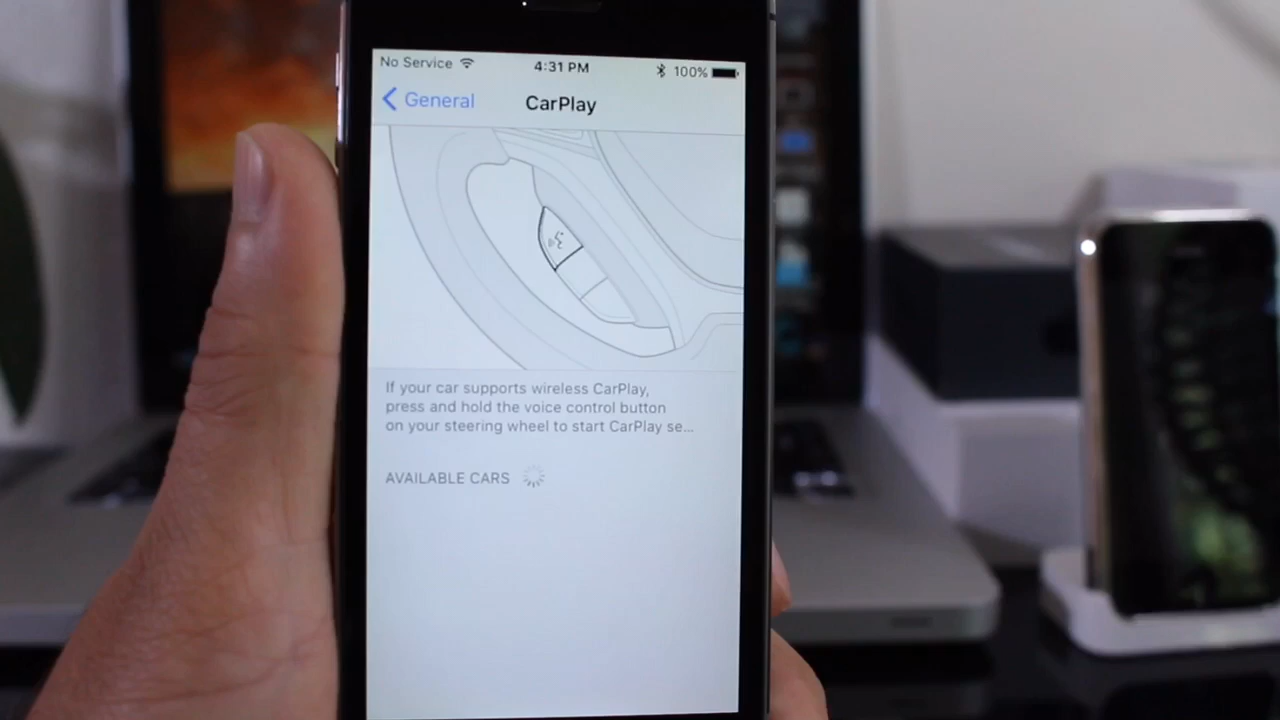 No Service 4:31 PM 100%
General CarPlay
If your car supports wireless CarPlay,
press and hold the voice control button
on your steering wheel to start CarPlay se...
AVAILABLE CARS